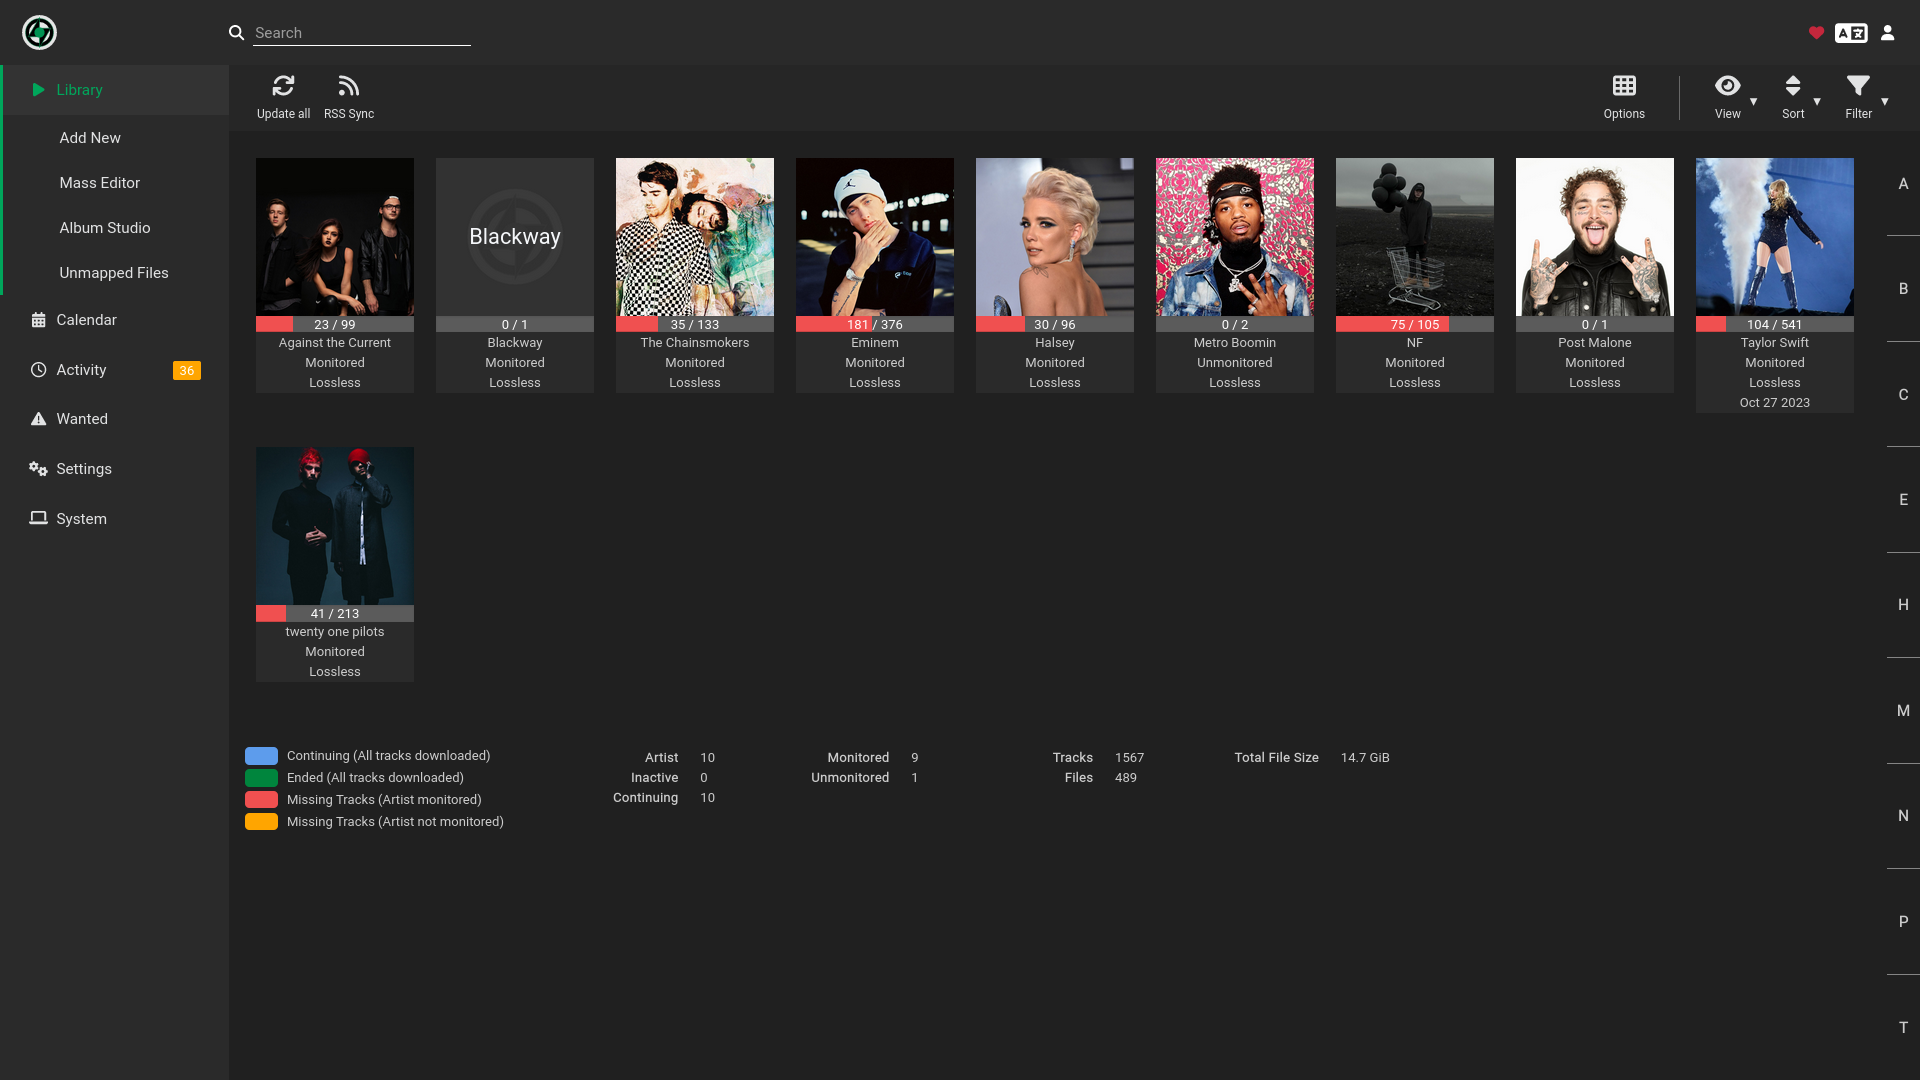 Search
Library
Add New
Mass Editor
Album Studio
Unmapped Files
Calendar
Activity
36
Wanted
Settings
System
Update all
RSS Sync
Options
View
Sort
Filter
23 / 99
Against the Current
Monitored
Lossless
Blackway
0 / 1
Blackway
Monitored
Lossless
35 / 133
The Chainsmokers
Monitored
Lossless
181 / 376
Eminem
Monitored
Lossless
30 / 96
Halsey
Monitored
Lossless
0 / 2
Metro Boomin
Unmonitored
Lossless
75 / 105
NF
Monitored
Lossless
0 / 1
Post Malone
Monitored
Lossless
104 / 541
Taylor Swift
Monitored
Lossless
Oct 27 2023
41 / 213
twenty one pilots
Monitored
Lossless
Continuing (All tracks downloaded)
Ended (All tracks downloaded)
Missing Tracks (Artist monitored)
Missing Tracks (Artist not monitored)
Artist 10
Inactive 0
Continuing 10
Monitored 9
Unmonitored 1
Tracks 1567
Files 489
Total File Size 14.7 GiB
A
B
C
E
H
M
N
P
T